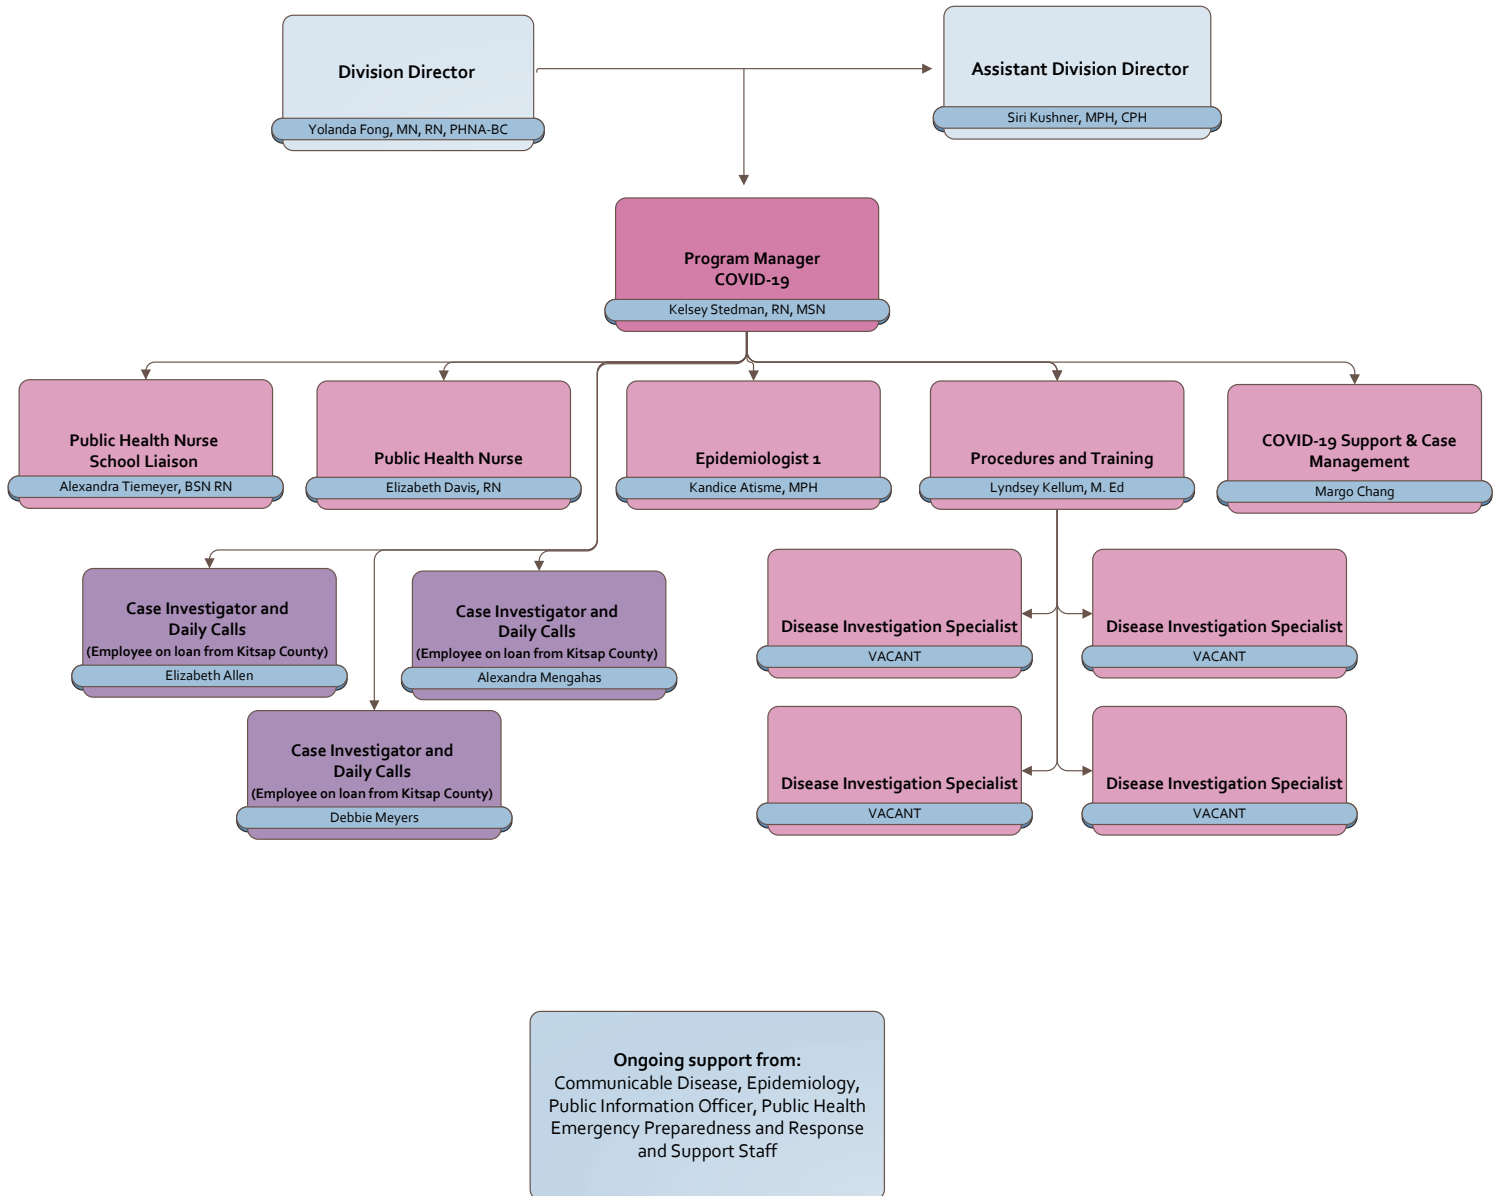 Division Director
Yolanda Fong, MN, RN, PHNA-BC
Assistant Division Director
Siri Kushner, MPH, CPH
Program Manager
COVID-19
Kelsey Stedman, RN, MSN
Public Health Nurse
School Liaison
Alexandra Tiemeyer, BSN RN
Public Health Nurse
Elizabeth Davis, RN
Epidemiologist 1
Kandice Atisme, MPH
Procedures and Training
Lyndsey Kellum, M. Ed
COVID-19 Support & Case
Management
Margo Chang
Case Investigator and
Daily Calls
(Employee on loan from Kitsap County)
Elizabeth Allen
Case Investigator and
Daily Calls
(Employee on loan from Kitsap County)
Alexandra Mengahas
Case Investigator and
Daily Calls
(Employee on loan from Kitsap County)
Debbie Meyers
Disease Investigation Specialist
VACANT
Disease Investigation Specialist
VACANT
Disease Investigation Specialist
VACANT
Disease Investigation Specialist
VACANT
Ongoing support from:
Communicable Disease, Epidemiology,
Public Information Officer, Public Health
Emergency Preparedness and Response
and Support Staff